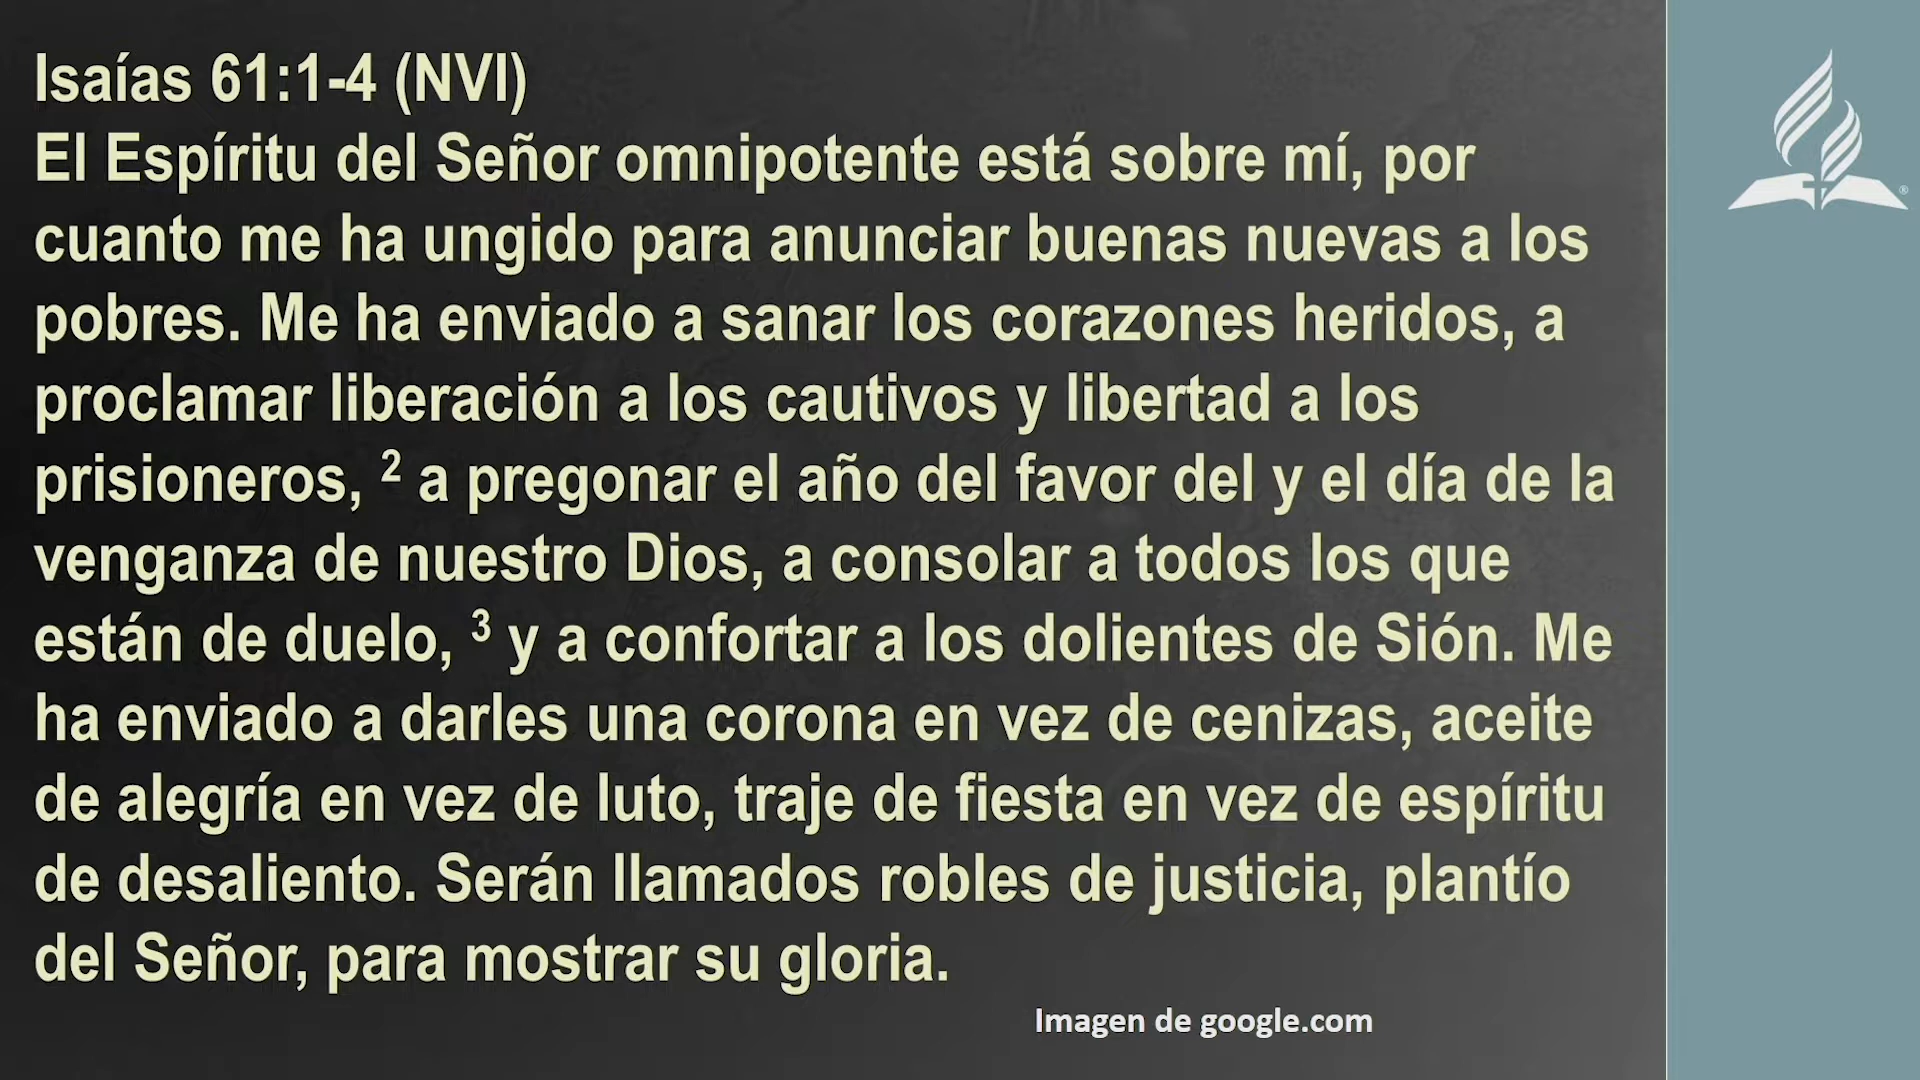 Isaías 61:1-4 (NVI)
El Espíritu del Señor omnipotente está sobre mí, por
cuanto me ha ungido para anunciar buenas nuevas a los
pobres. Me ha enviado a sanar los corazones heridos, a
proclamar liberación a los cautivos y libertad a los
prisioneros, ² a pregonar el año del favor del y el día de la
venganza de nuestro Dios, a consolar a todos los que
están de duelo, ³ y a confortar a los dolientes de Sión. Me
ha enviado a darles una corona en vez de cenizas, aceite
de alegría en vez de luto, traje de fiesta en vez de espíritu
de desaliento. Serán llamados robles de justicia, plantío
del Señor, para mostrar su gloria.
Imagen de google.com
®